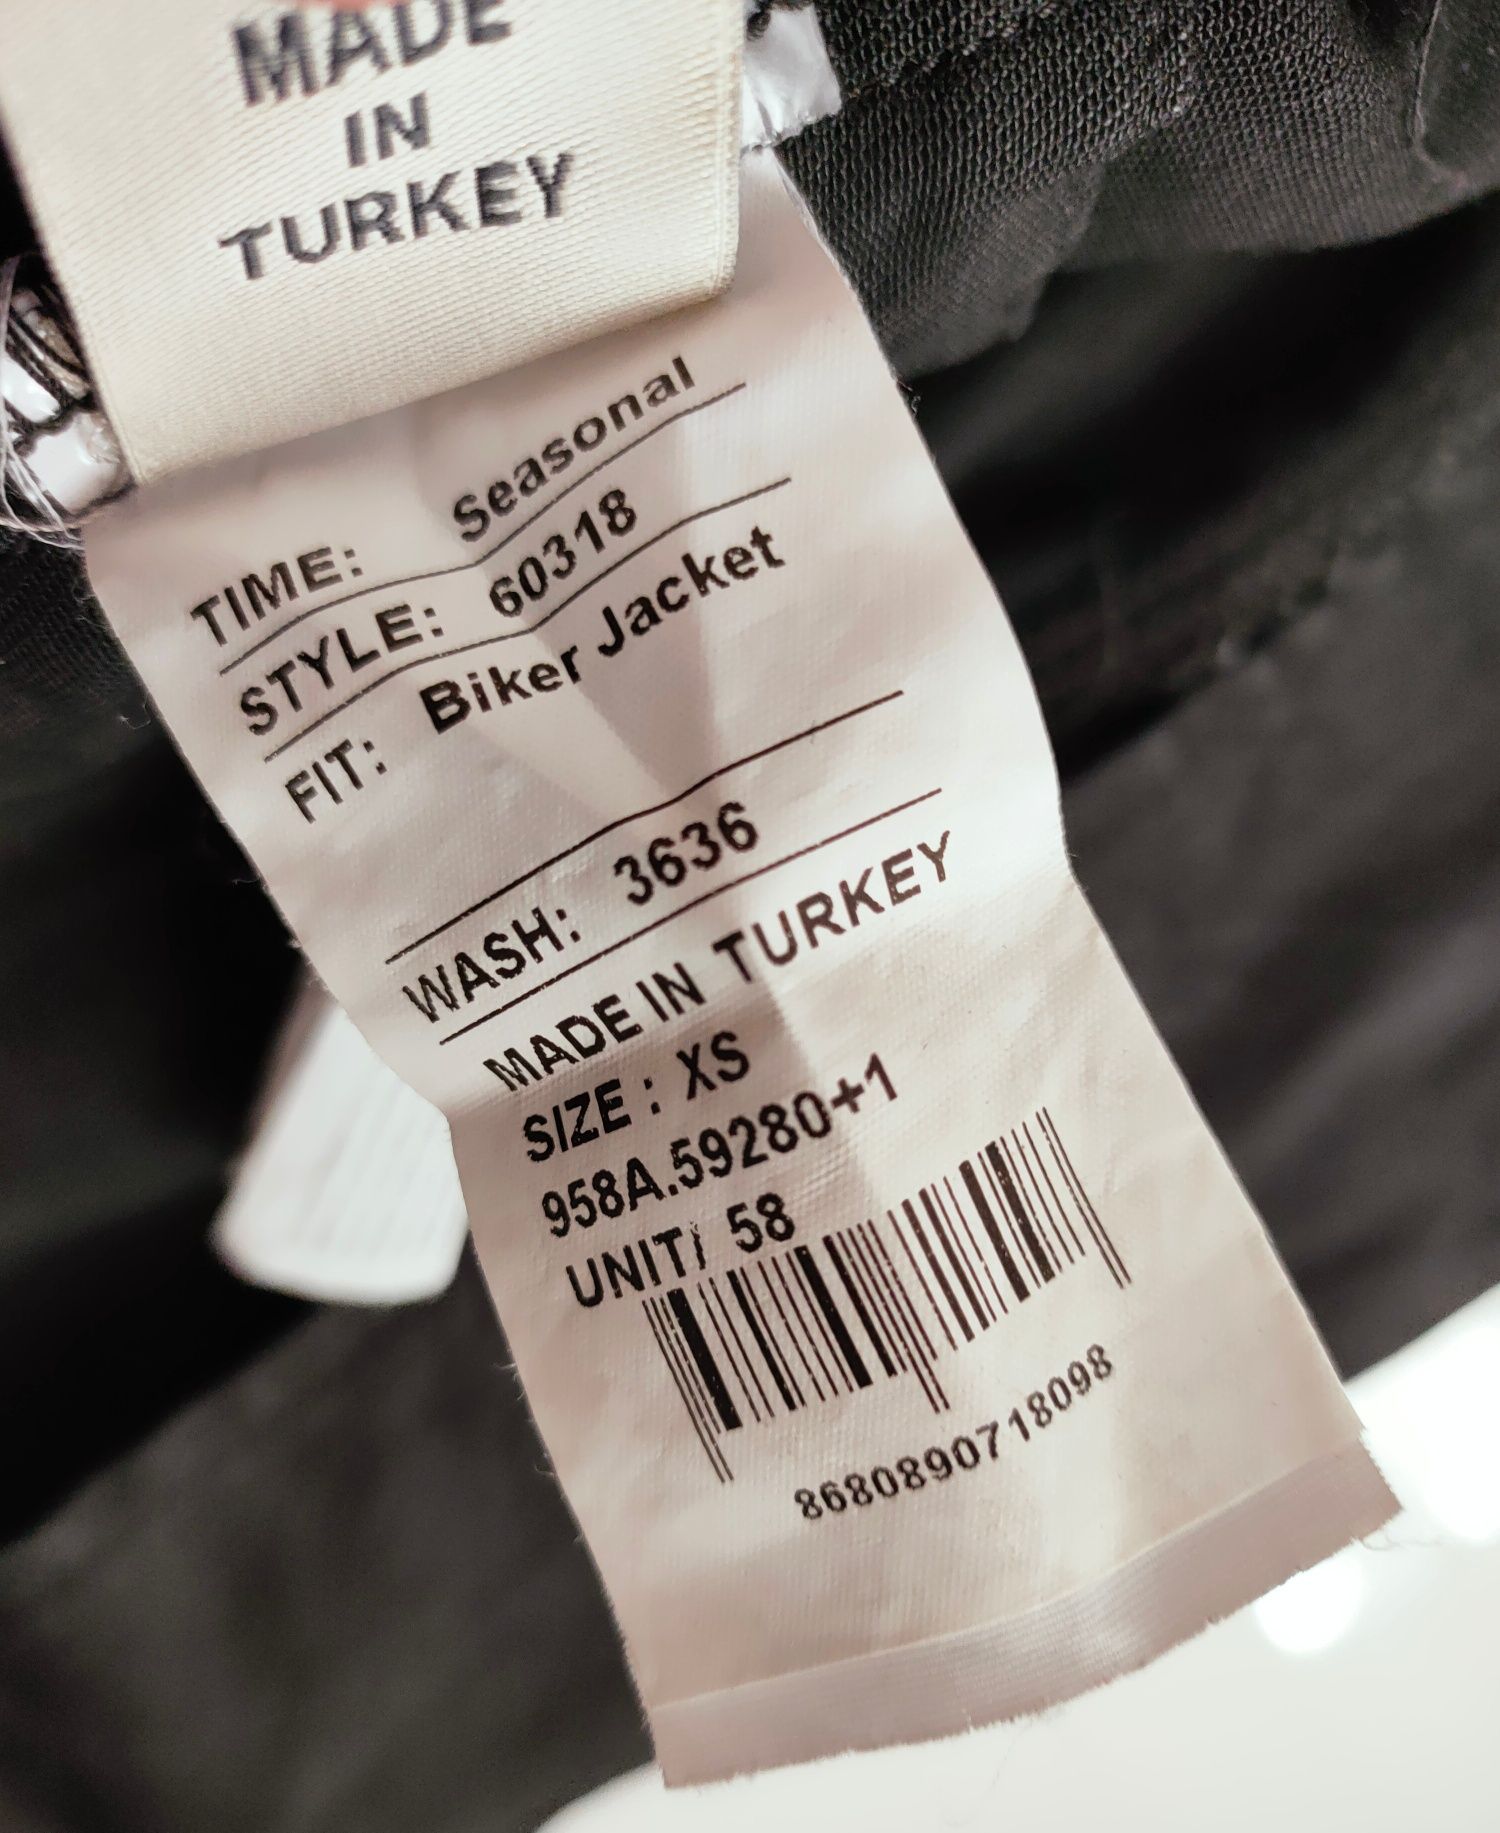 MADE
IN
TURKEY
TIME: Seasonal
STYLE: 60318
FIT: Biker Jacket
WASH: 3636
MADE IN TURKEY
SIZE : XS
958A.59280+1
UNIT/ 58
8680890718098